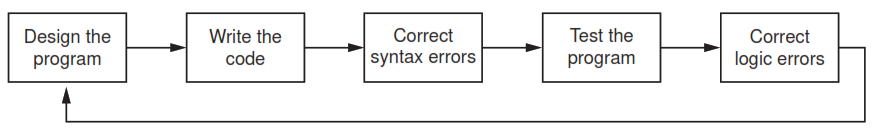 Design the
program
Write the
code
Correct
syntax errors
Test the
program
Correct
logic errors